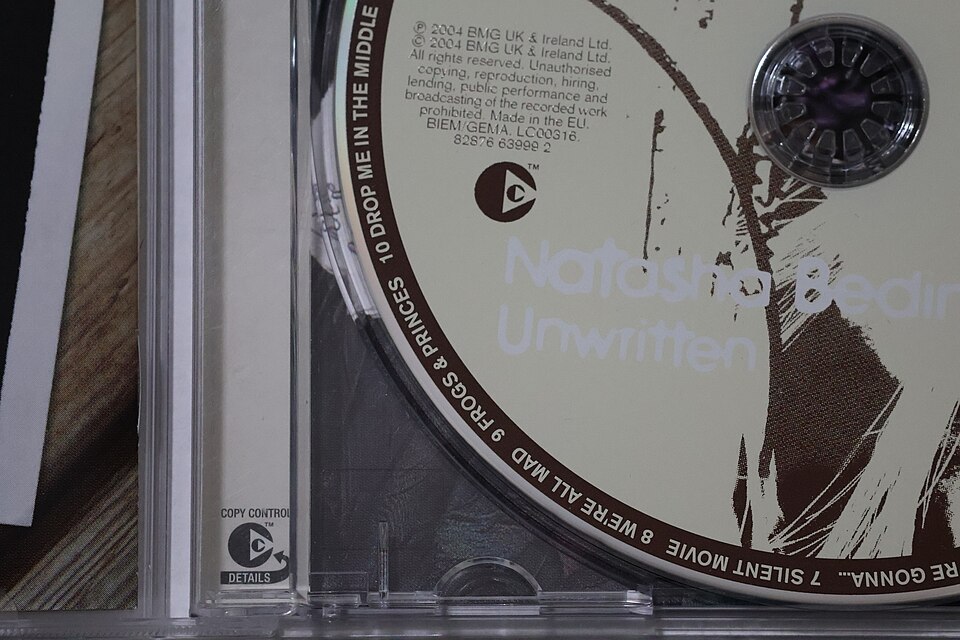 ℗ 2004 BMG UK & Ireland Ltd.
© 2004 BMG UK & Ireland Ltd.
All rights reserved. Unauthorised
copying, reproduction, hiring,
lending, public performance and
broadcasting of the recorded work
prohibited. Made in the EU.
BIEM/GEMA. LC00316.
82876 63999 2
C
TM
Natasha Bedin
Unwritten
RE GONNA... 7 SILENT MOVIE 8 WE'RE ALL MAD 9 FROGS & PRINCES 10 DROP ME IN THE MIDDLE
COPY CONTROL
TM
C
DETAILS